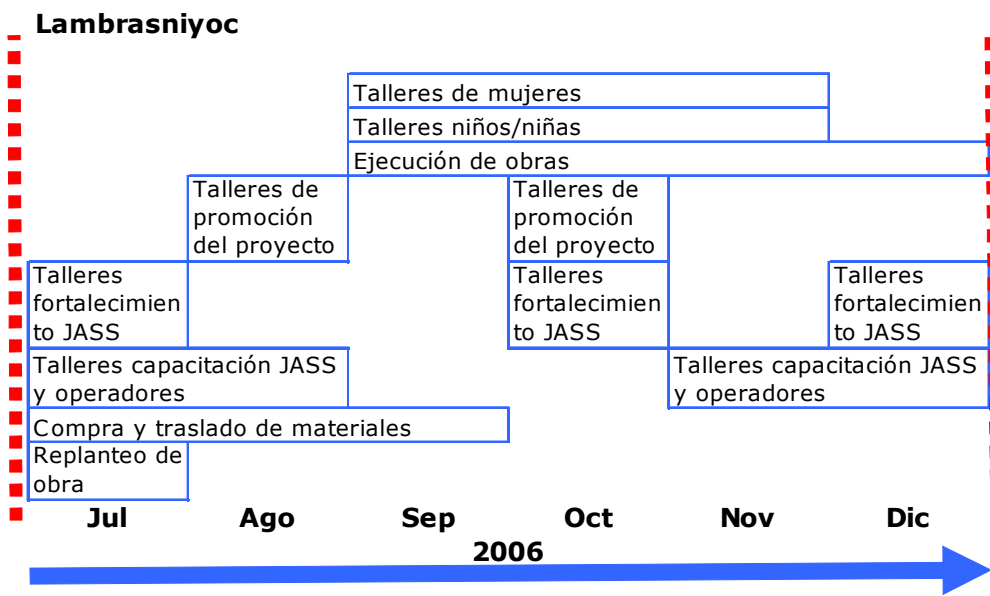 Lambrasniyoc
Talleres de mujeres
Talleres niños/niñas
Ejecución de obras
Talleres de
promoción
del proyecto
Talleres de
promoción
del proyecto
Talleres
fortalecimien
to JASS
Talleres
fortalecimien
to JASS
Talleres
fortalecimien
to JASS
Talleres capacitación JASS
y operadores
Talleres capacitación JASS
y operadores
Compra y traslado de materiales
Replanteo de
obra
Jul Ago Sep Oct Nov Dic
2006